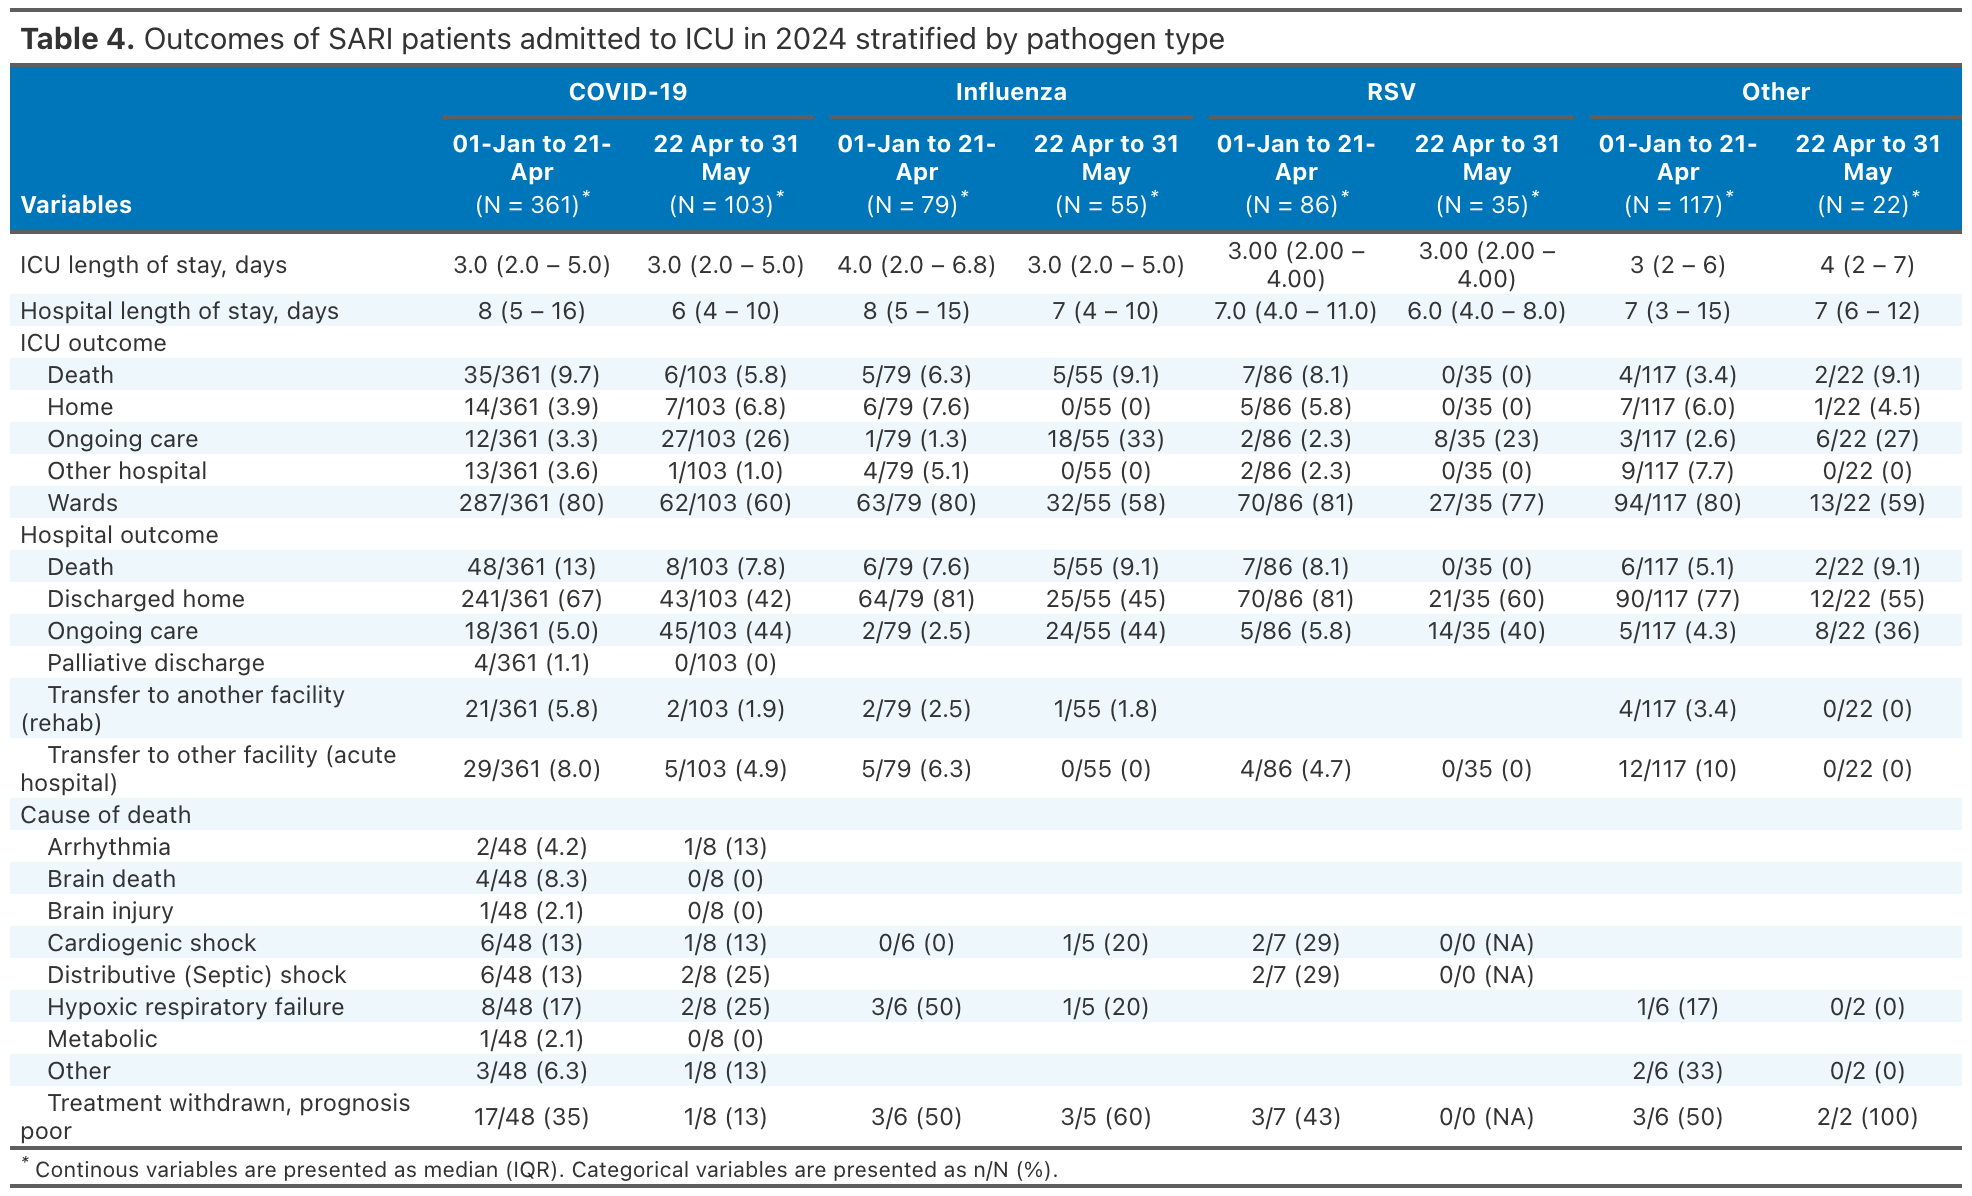 Table 4. Outcomes of SARI patients admitted to ICU in 2024 stratified by pathogen type
COVID-19 Influenza RSV Other
01-Jan to 21- 22 Apr to 31 01-Jan to 21- 22 Apr to 31 01-Jan to 21- 22 Apr to 31 01-Jan to 21- 22 Apr to 31
Apr May Apr May Apr May Apr May
Variables (N = 361)* (N = 103)* (N = 79)* (N = 55)* (N = 86)* (N = 35)* (N = 117)* (N = 22)*
ICU length of stay, days 3.0 (2.0 – 5.0) 3.0 (2.0 – 5.0) 4.0 (2.0 – 6.8) 3.0 (2.0 – 5.0) 3.00 (2.00 – 4.00) 3.00 (2.00 – 4.00) 3 (2 – 6) 4 (2 – 7)
Hospital length of stay, days 8 (5 – 16) 6 (4 – 10) 8 (5 – 15) 7 (4 – 10) 7.0 (4.0 – 11.0) 6.0 (4.0 – 8.0) 7 (3 – 15) 7 (6 – 12)
ICU outcome
Death 35/361 (9.7) 6/103 (5.8) 5/79 (6.3) 5/55 (9.1) 7/86 (8.1) 0/35 (0) 4/117 (3.4) 2/22 (9.1)
Home 14/361 (3.9) 7/103 (6.8) 6/79 (7.6) 0/55 (0) 5/86 (5.8) 0/35 (0) 7/117 (6.0) 1/22 (4.5)
Ongoing care 12/361 (3.3) 27/103 (26) 1/79 (1.3) 18/55 (33) 2/86 (2.3) 8/35 (23) 3/117 (2.6) 6/22 (27)
Other hospital 13/361 (3.6) 1/103 (1.0) 4/79 (5.1) 0/55 (0) 2/86 (2.3) 0/35 (0) 9/117 (7.7) 0/22 (0)
Wards 287/361 (80) 62/103 (60) 63/79 (80) 32/55 (58) 70/86 (81) 27/35 (77) 94/117 (80) 13/22 (59)
Hospital outcome
Death 48/361 (13) 8/103 (7.8) 6/79 (7.6) 5/55 (9.1) 7/86 (8.1) 0/35 (0) 6/117 (5.1) 2/22 (9.1)
Discharged home 241/361 (67) 43/103 (42) 64/79 (81) 25/55 (45) 70/86 (81) 21/35 (60) 90/117 (77) 12/22 (55)
Ongoing care 18/361 (5.0) 45/103 (44) 2/79 (2.5) 24/55 (44) 5/86 (5.8) 14/35 (40) 5/117 (4.3) 8/22 (36)
Palliative discharge 4/361 (1.1) 0/103 (0)
Transfer to another facility
(rehab) 21/361 (5.8) 2/103 (1.9) 2/79 (2.5) 1/55 (1.8) 4/117 (3.4) 0/22 (0)
Transfer to other facility (acute
hospital) 29/361 (8.0) 5/103 (4.9) 5/79 (6.3) 0/55 (0) 4/86 (4.7) 0/35 (0) 12/117 (10) 0/22 (0)
Cause of death
Arrhythmia 2/48 (4.2) 1/8 (13)
Brain death 4/48 (8.3) 0/8 (0)
Brain injury 1/48 (2.1) 0/8 (0)
Cardiogenic shock 6/48 (13) 1/8 (13) 0/6 (0) 1/5 (20) 2/7 (29) 0/0 (NA)
Distributive (Septic) shock 6/48 (13) 2/8 (25) 2/7 (29) 0/0 (NA)
Hypoxic respiratory failure 8/48 (17) 2/8 (25) 3/6 (50) 1/5 (20) 1/6 (17) 0/2 (0)
Metabolic 1/48 (2.1) 0/8 (0)
Other 3/48 (6.3) 1/8 (13) 2/6 (33) 0/2 (0)
Treatment withdrawn, prognosis
poor 17/48 (35) 1/8 (13) 3/6 (50) 3/5 (60) 3/7 (43) 0/0 (NA) 3/6 (50) 2/2 (100)
* Continous variables are presented as median (IQR). Categorical variables are presented as n/N (%).